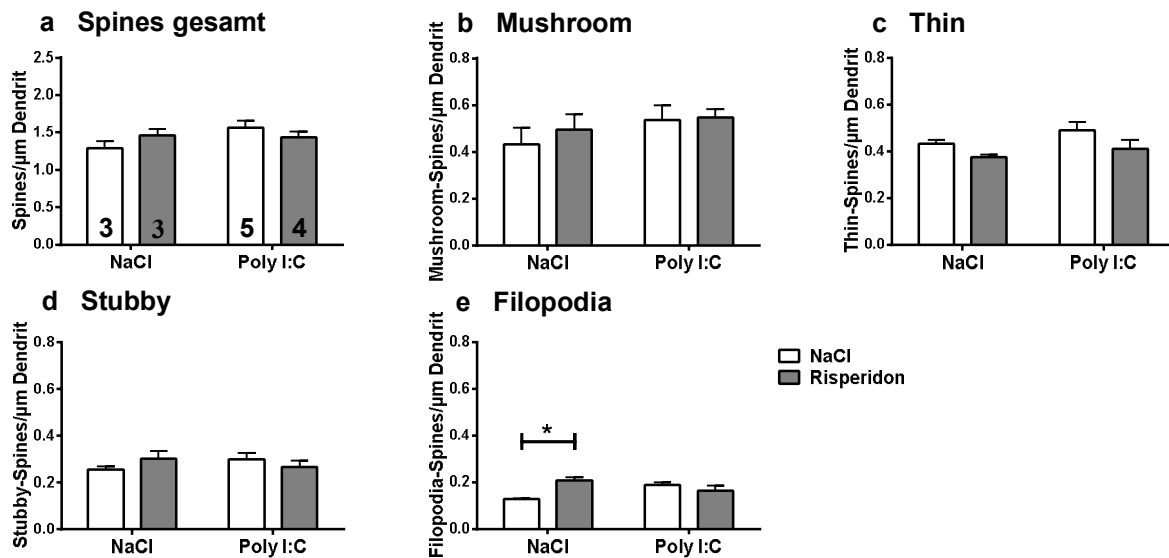 a Spines gesamt
Spines/µm Dendrit
2.5
2.0
1.5
1.0
0.5
0.0
3 3 5 4
NaCl Poly I:C
b Mushroom
Mushroom-Spines/µm Dendrit
0.8
0.6
0.4
0.2
0.0
NaCl Poly I:C
c Thin
Thin-Spines/µm Dendrit
0.8
0.6
0.4
0.2
0.0
NaCl Poly I:C
d Stubby
Stubby-Spines/µm Dendrit
0.8
0.6
0.4
0.2
0.0
NaCl Poly I:C
e Filopodia
Filopodia-Spines/µm Dendrit
0.8
0.6
0.4
0.2
0.0
*
NaCl Poly I:C
NaCl
Risperidon